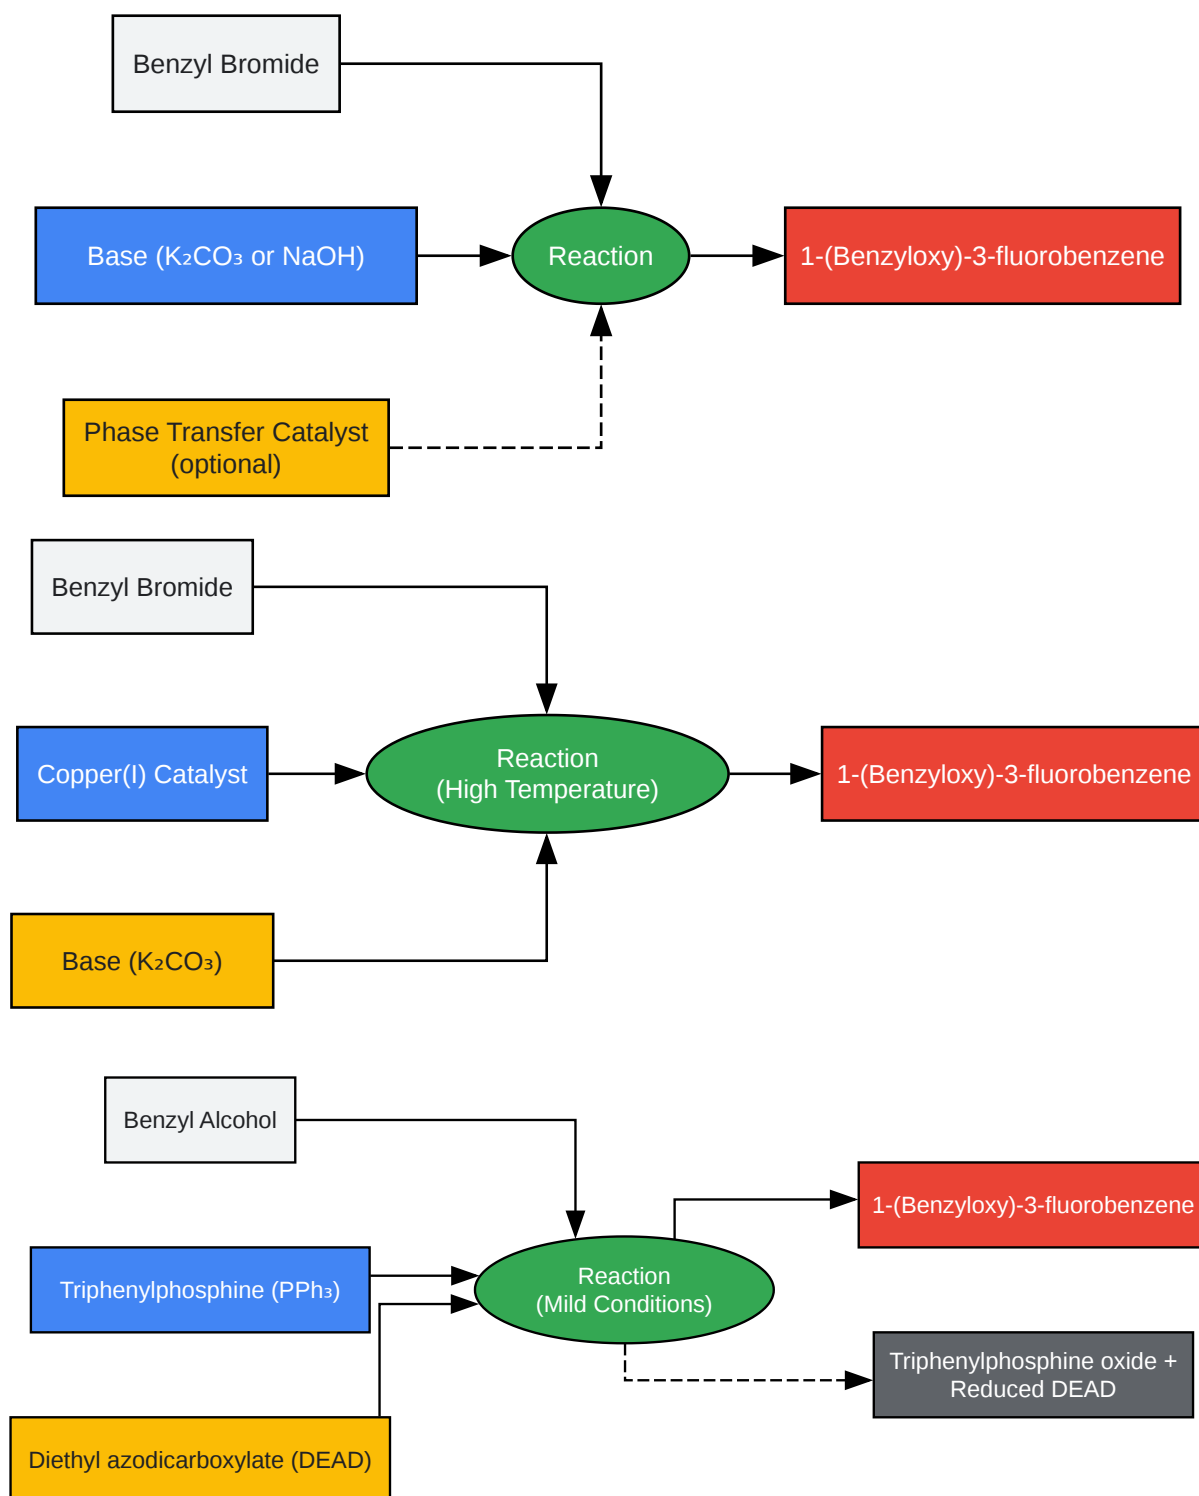 Benzyl Bromide
Base (K₂CO₃ or NaOH)
Reaction
1-(Benzyloxy)-3-fluorobenzene
Phase Transfer Catalyst
(optional)
Benzyl Bromide
Copper(I) Catalyst
Reaction
(High Temperature)
1-(Benzyloxy)-3-fluorobenzene
Base (K₂CO₃)
Benzyl Alcohol
1-(Benzyloxy)-3-fluorobenzene
Triphenylphosphine (PPh₃)
Reaction
(Mild Conditions)
Triphenylphosphine oxide +
Reduced DEAD
Diethyl azodicarboxylate (DEAD)